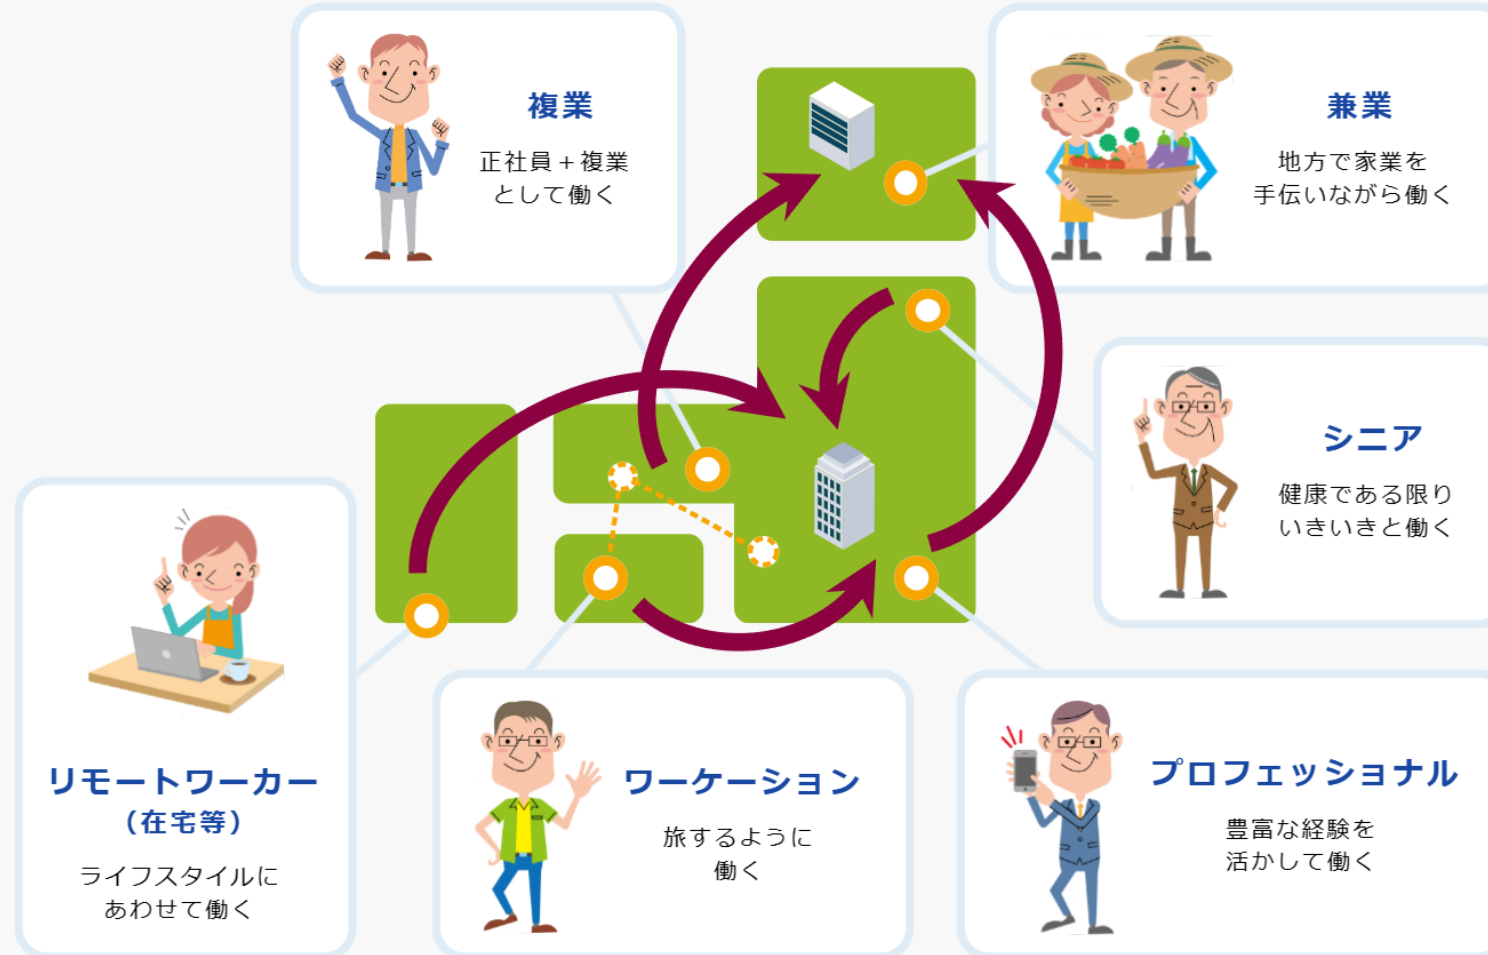 複業
正社員＋複業
として働く
兼業
地方で家業を
手伝いながら働く
シニア
健康である限り
いきいきと働く
リモートワーカー
（在宅等）
ライフスタイルに
あわせて働く
ワーケーション
旅するように
働く
プロフェッショナル
豊富な経験を
活かして働く